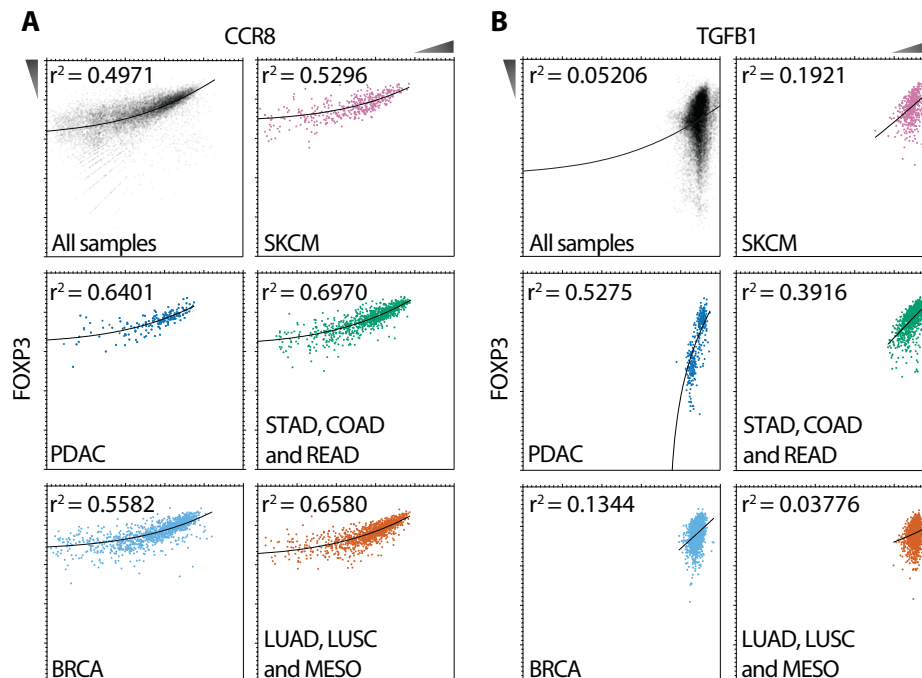 A
CCR8
r² = 0.4971
All samples
r² = 0.5296
SKCM
FOXP3
r² = 0.6401
PDAC
r² = 0.6970
STAD, COAD
and READ
r² = 0.5582
BRCA
r² = 0.6580
LUAD, LUSC
and MESO
B
TGFB1
r² = 0.05206
All samples
r² = 0.1921
SKCM
FOXP3
r² = 0.5275
PDAC
r² = 0.3916
STAD, COAD
and READ
r² = 0.1344
BRCA
r² = 0.03776
LUAD, LUSC
and MESO